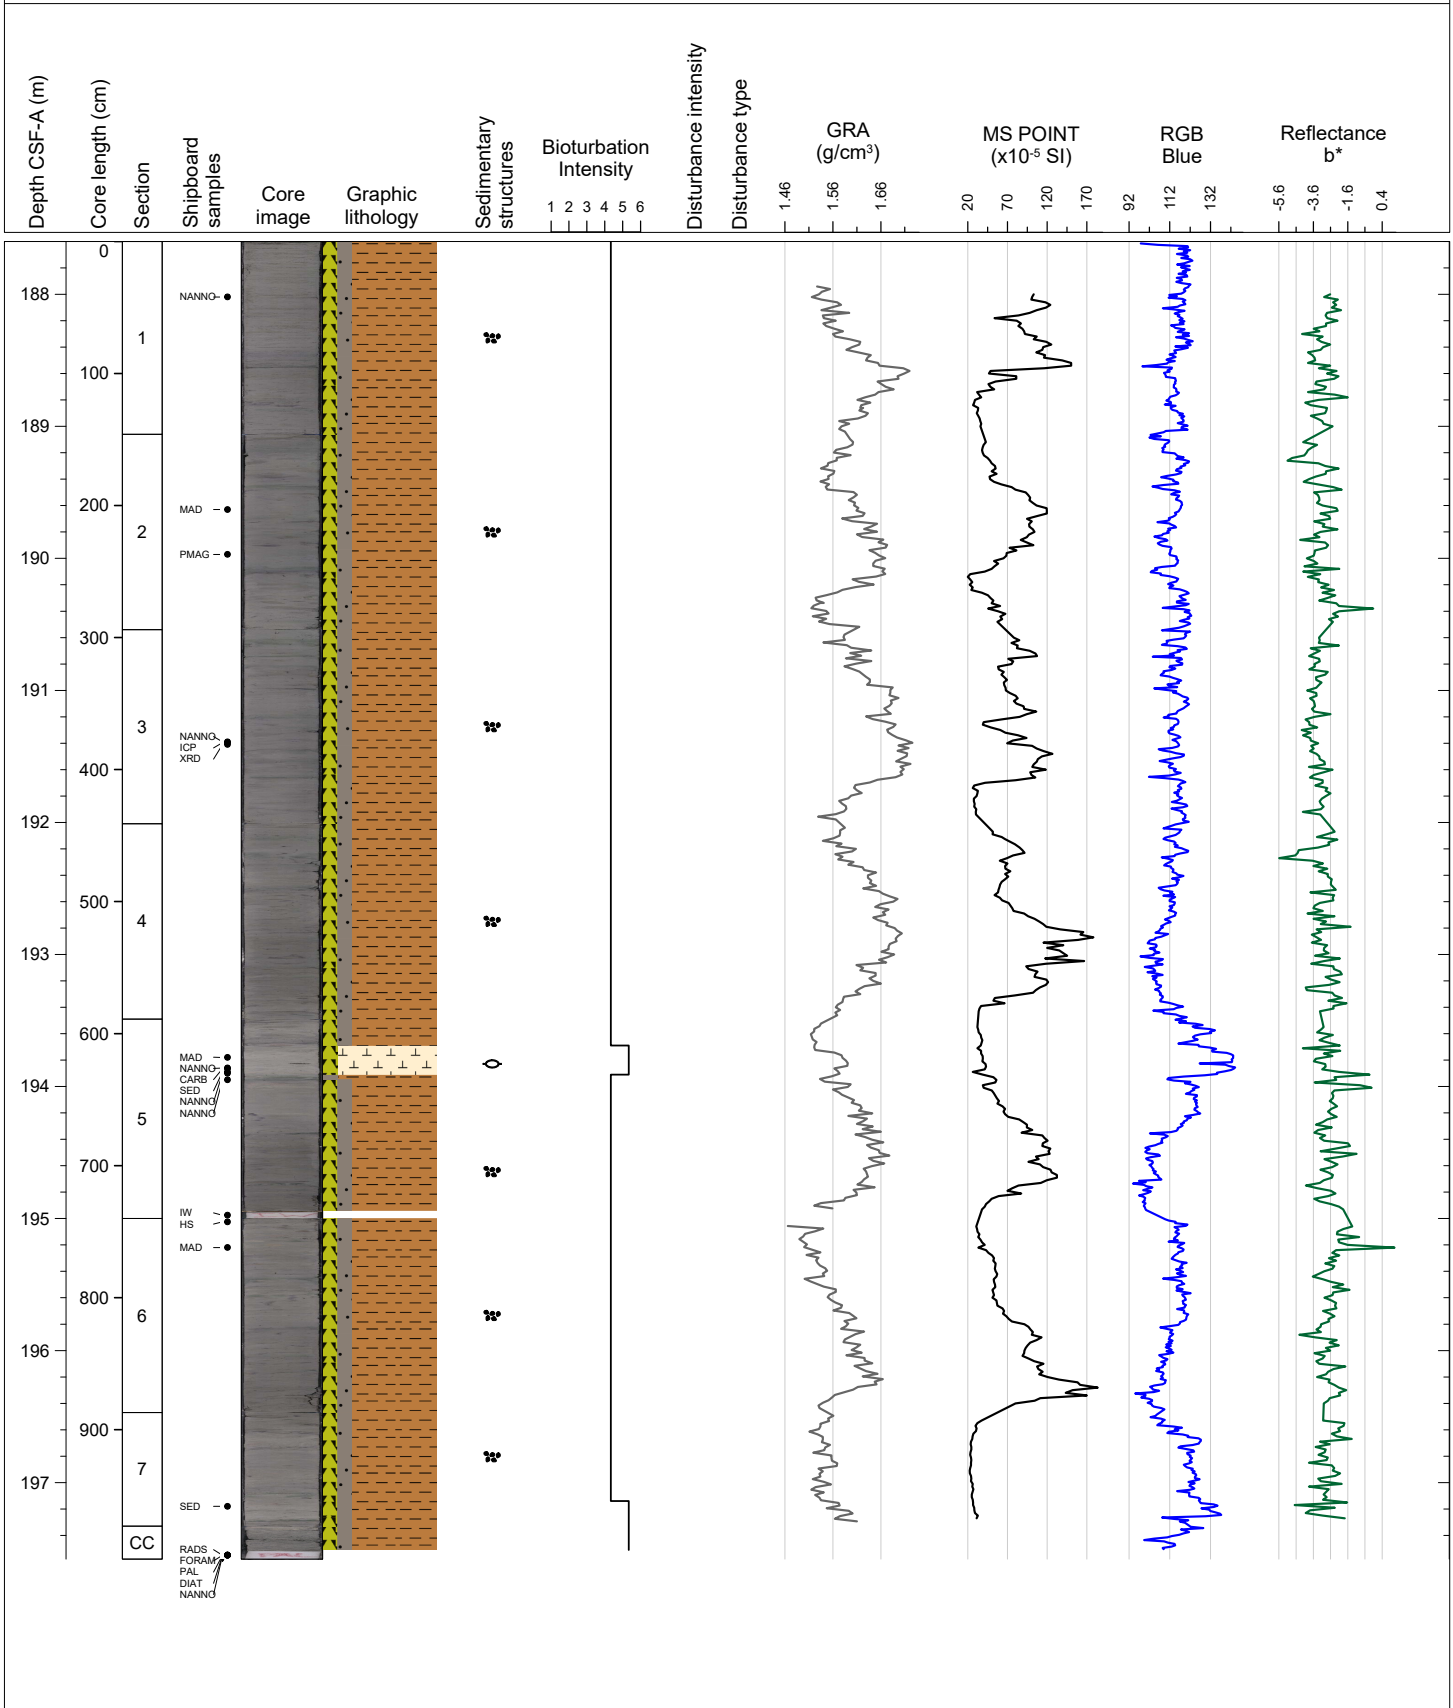 Depth CSF-A (m)
Core length (cm)
Section
Shipboard
samples
Core
image
Graphic
lithology
Sedimentary
structures
Bioturbation
Intensity
1 2 3 4 5 6
Disturbance intensity
Disturbance type
GRA
(g/cm³)
1.46 1.56 1.66
MS POINT
(x10⁻⁵ SI)
20 70 120 170
RGB
Blue
92 112 132
Reflectance
b*
-5.6 -3.6 -1.6 0.4
0
188
NANNO
1
100
189
200
MAD
2
PMAG
190
300
191
3
NANNO
ICP
XRD
400
192
500
4
193
600
MAD
NANNO
194
CARB
SED
NANNO
NANNO
5
700
IW
195
HS
MAD
800
6
196
900
7
197
SED
CC
RADS
FORAM
PAL
DIAT
NANNO